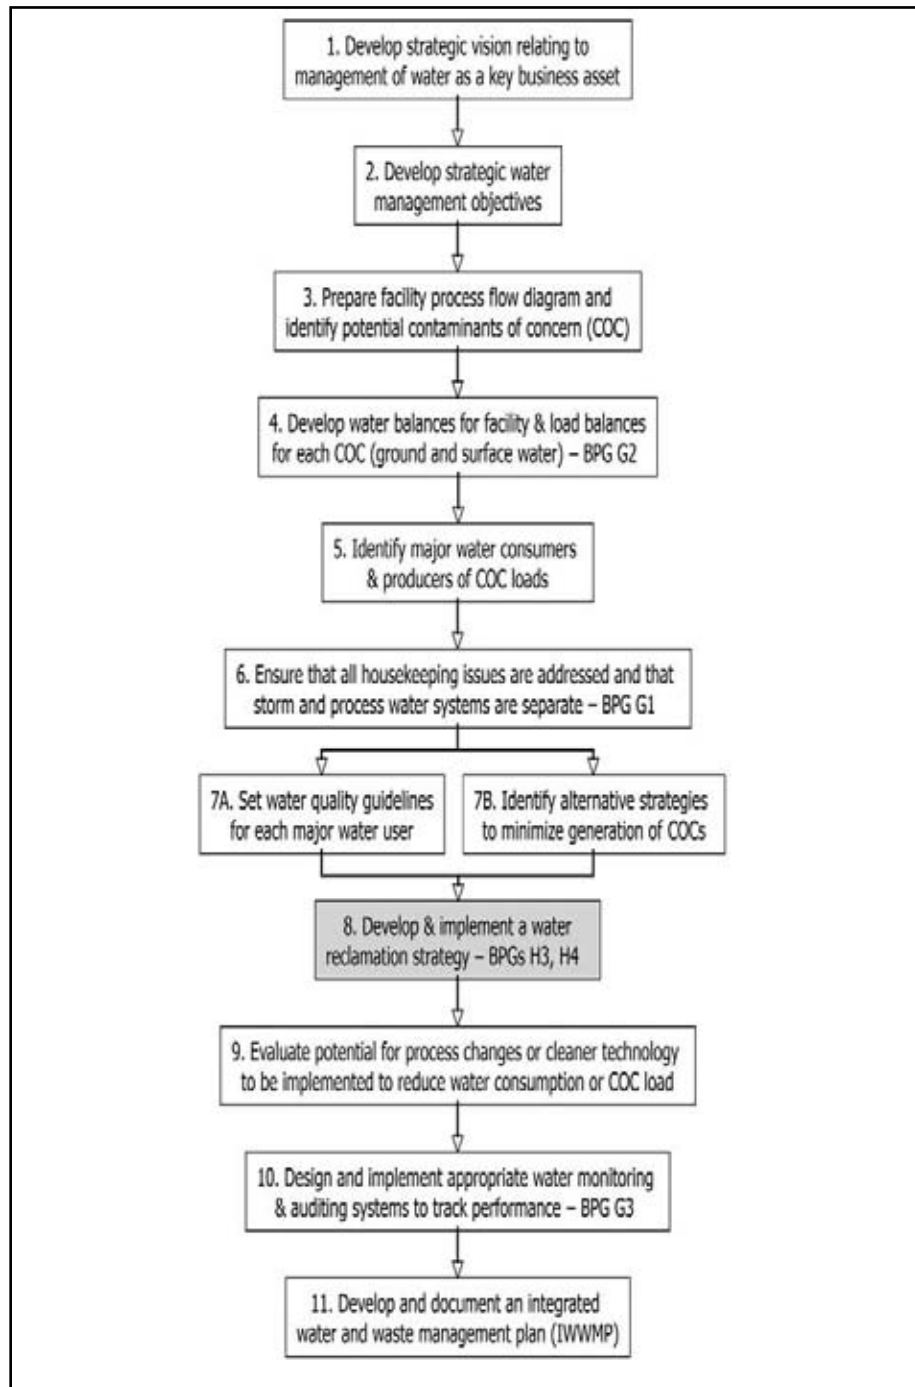 1. Develop strategic vision relating to
management of water as a key business asset
2. Develop strategic water
management objectives
3. Prepare facility process flow diagram and
identify potential contaminants of concern (COC)
4. Develop water balances for facility & load balances
for each COC (ground and surface water) – BPG G2
5. Identify major water consumers
& producers of COC loads
6. Ensure that all housekeeping issues are addressed and that
storm and process water systems are separate – BPG G1
7A. Set water quality guidelines
for each major water user
7B. Identify alternative strategies
to minimize generation of COCs
8. Develop & implement a water
reclamation strategy – BPGs H3, H4
9. Evaluate potential for process changes or cleaner technology
to be implemented to reduce water consumption or COC load
10. Design and implement appropriate water monitoring
& auditing systems to track performance – BPG G3
11. Develop and document an integrated
water and waste management plan (IWWMP)